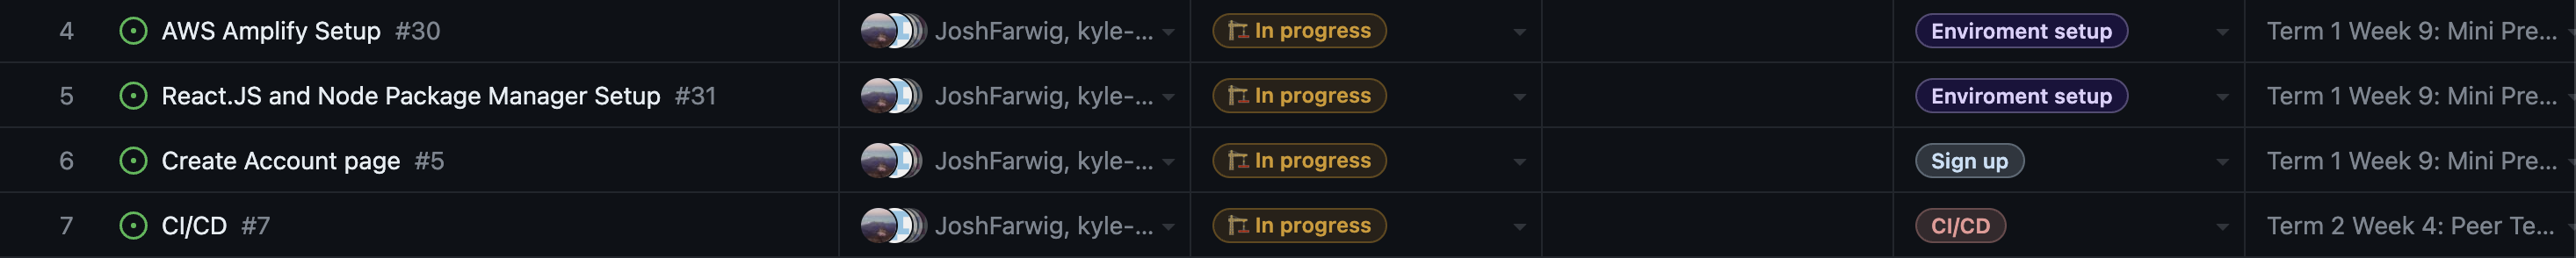 4 AWS Amplify Setup #30 JoshFarwig, kyle-... In progress Enviroment setup Term 1 Week 9: Mini Pre...
5 React.JS and Node Package Manager Setup #31 JoshFarwig, kyle-... In progress Enviroment setup Term 1 Week 9: Mini Pre...
6 Create Account page #5 JoshFarwig, kyle-... In progress Sign up Term 1 Week 9: Mini Pre...
7 CI/CD #7 JoshFarwig, kyle-... In progress CI/CD Term 2 Week 4: Peer Te...